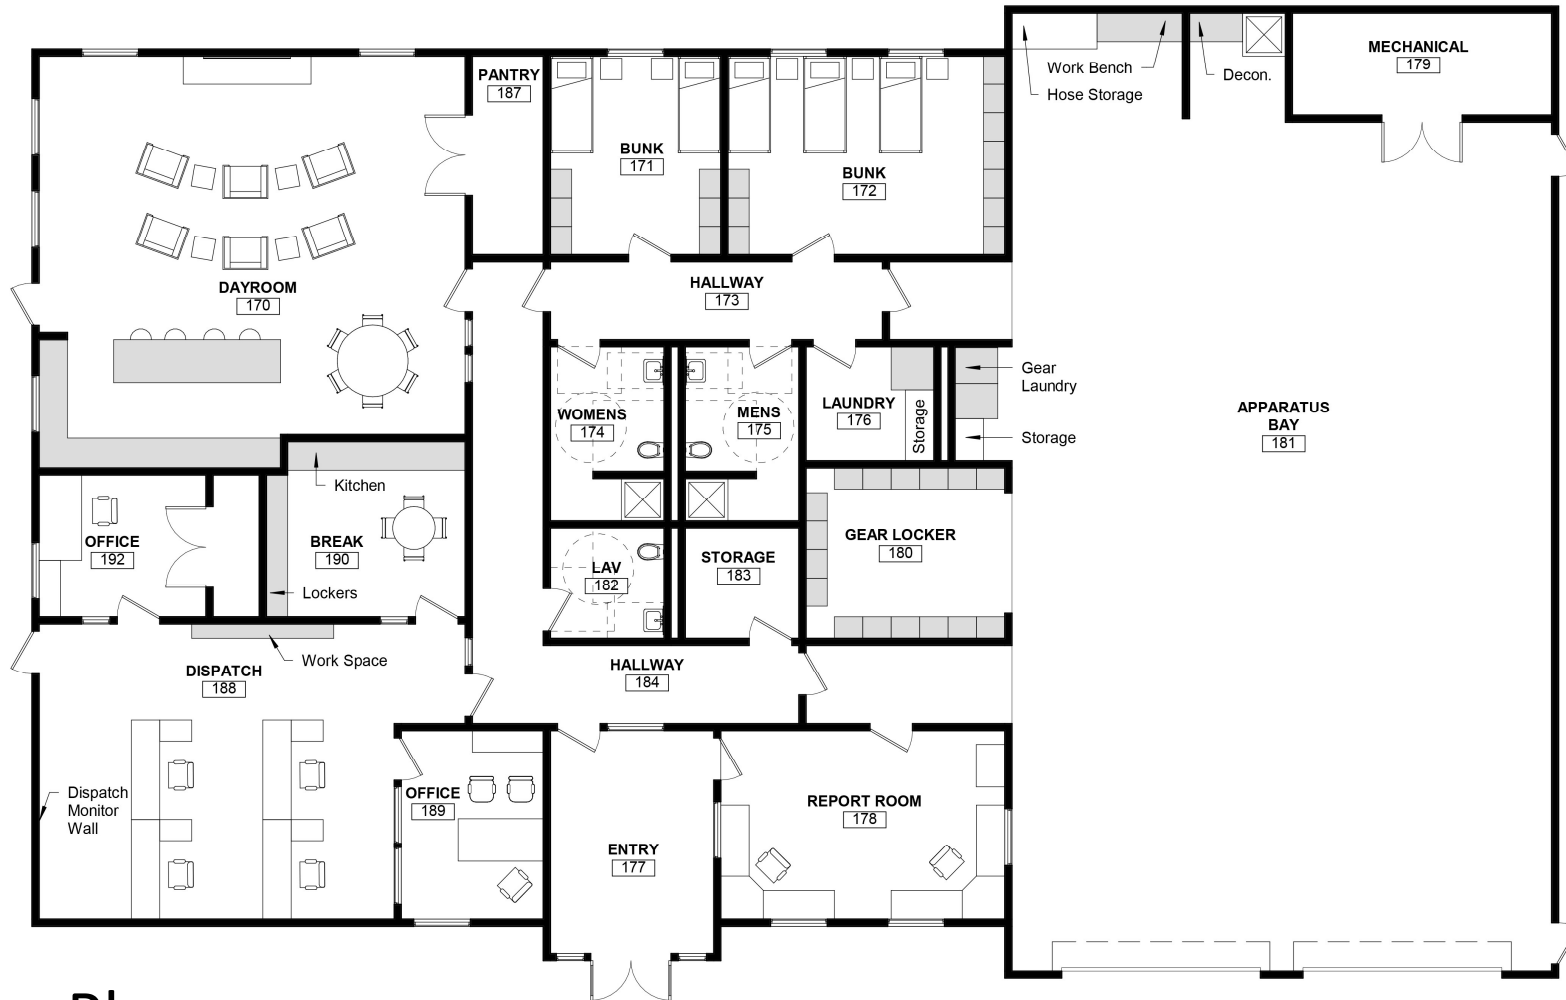 MECHANICAL
179
Work Bench
Decon.
Hose Storage
PANTRY
187
BUNK
171
BUNK
172
DAYROOM
170
HALLWAY
173
Gear
Laundry
Storage
WOMENS
174
MENS
175
LAUNDRY
176
Storage
APPARATUS
BAY
181
Kitchen
OFFICE
192
BREAK
190
Lockers
LAV
182
STORAGE
183
GEAR LOCKER
180
Work Space
DISPATCH
188
HALLWAY
184
Dispatch
Monitor
Wall
OFFICE
189
ENTRY
177
REPORT ROOM
178